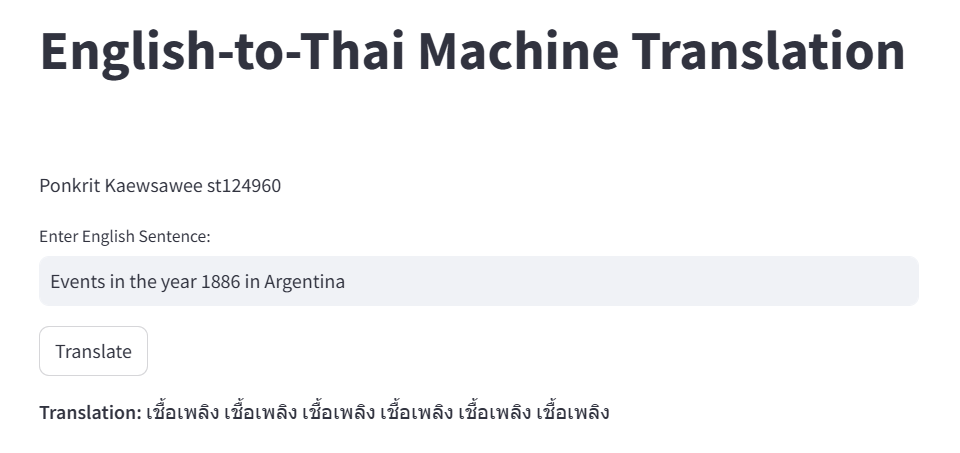 English-to-Thai Machine Translation
Ponkrit Kaewsawee st124960
Enter English Sentence:
Events in the year 1886 in Argentina
Translate
Translation: เชื้อเพลิง เชื้อเพลิง เชื้อเพลิง เชื้อเพลิง เชื้อเพลิง เชื้อเพลิง